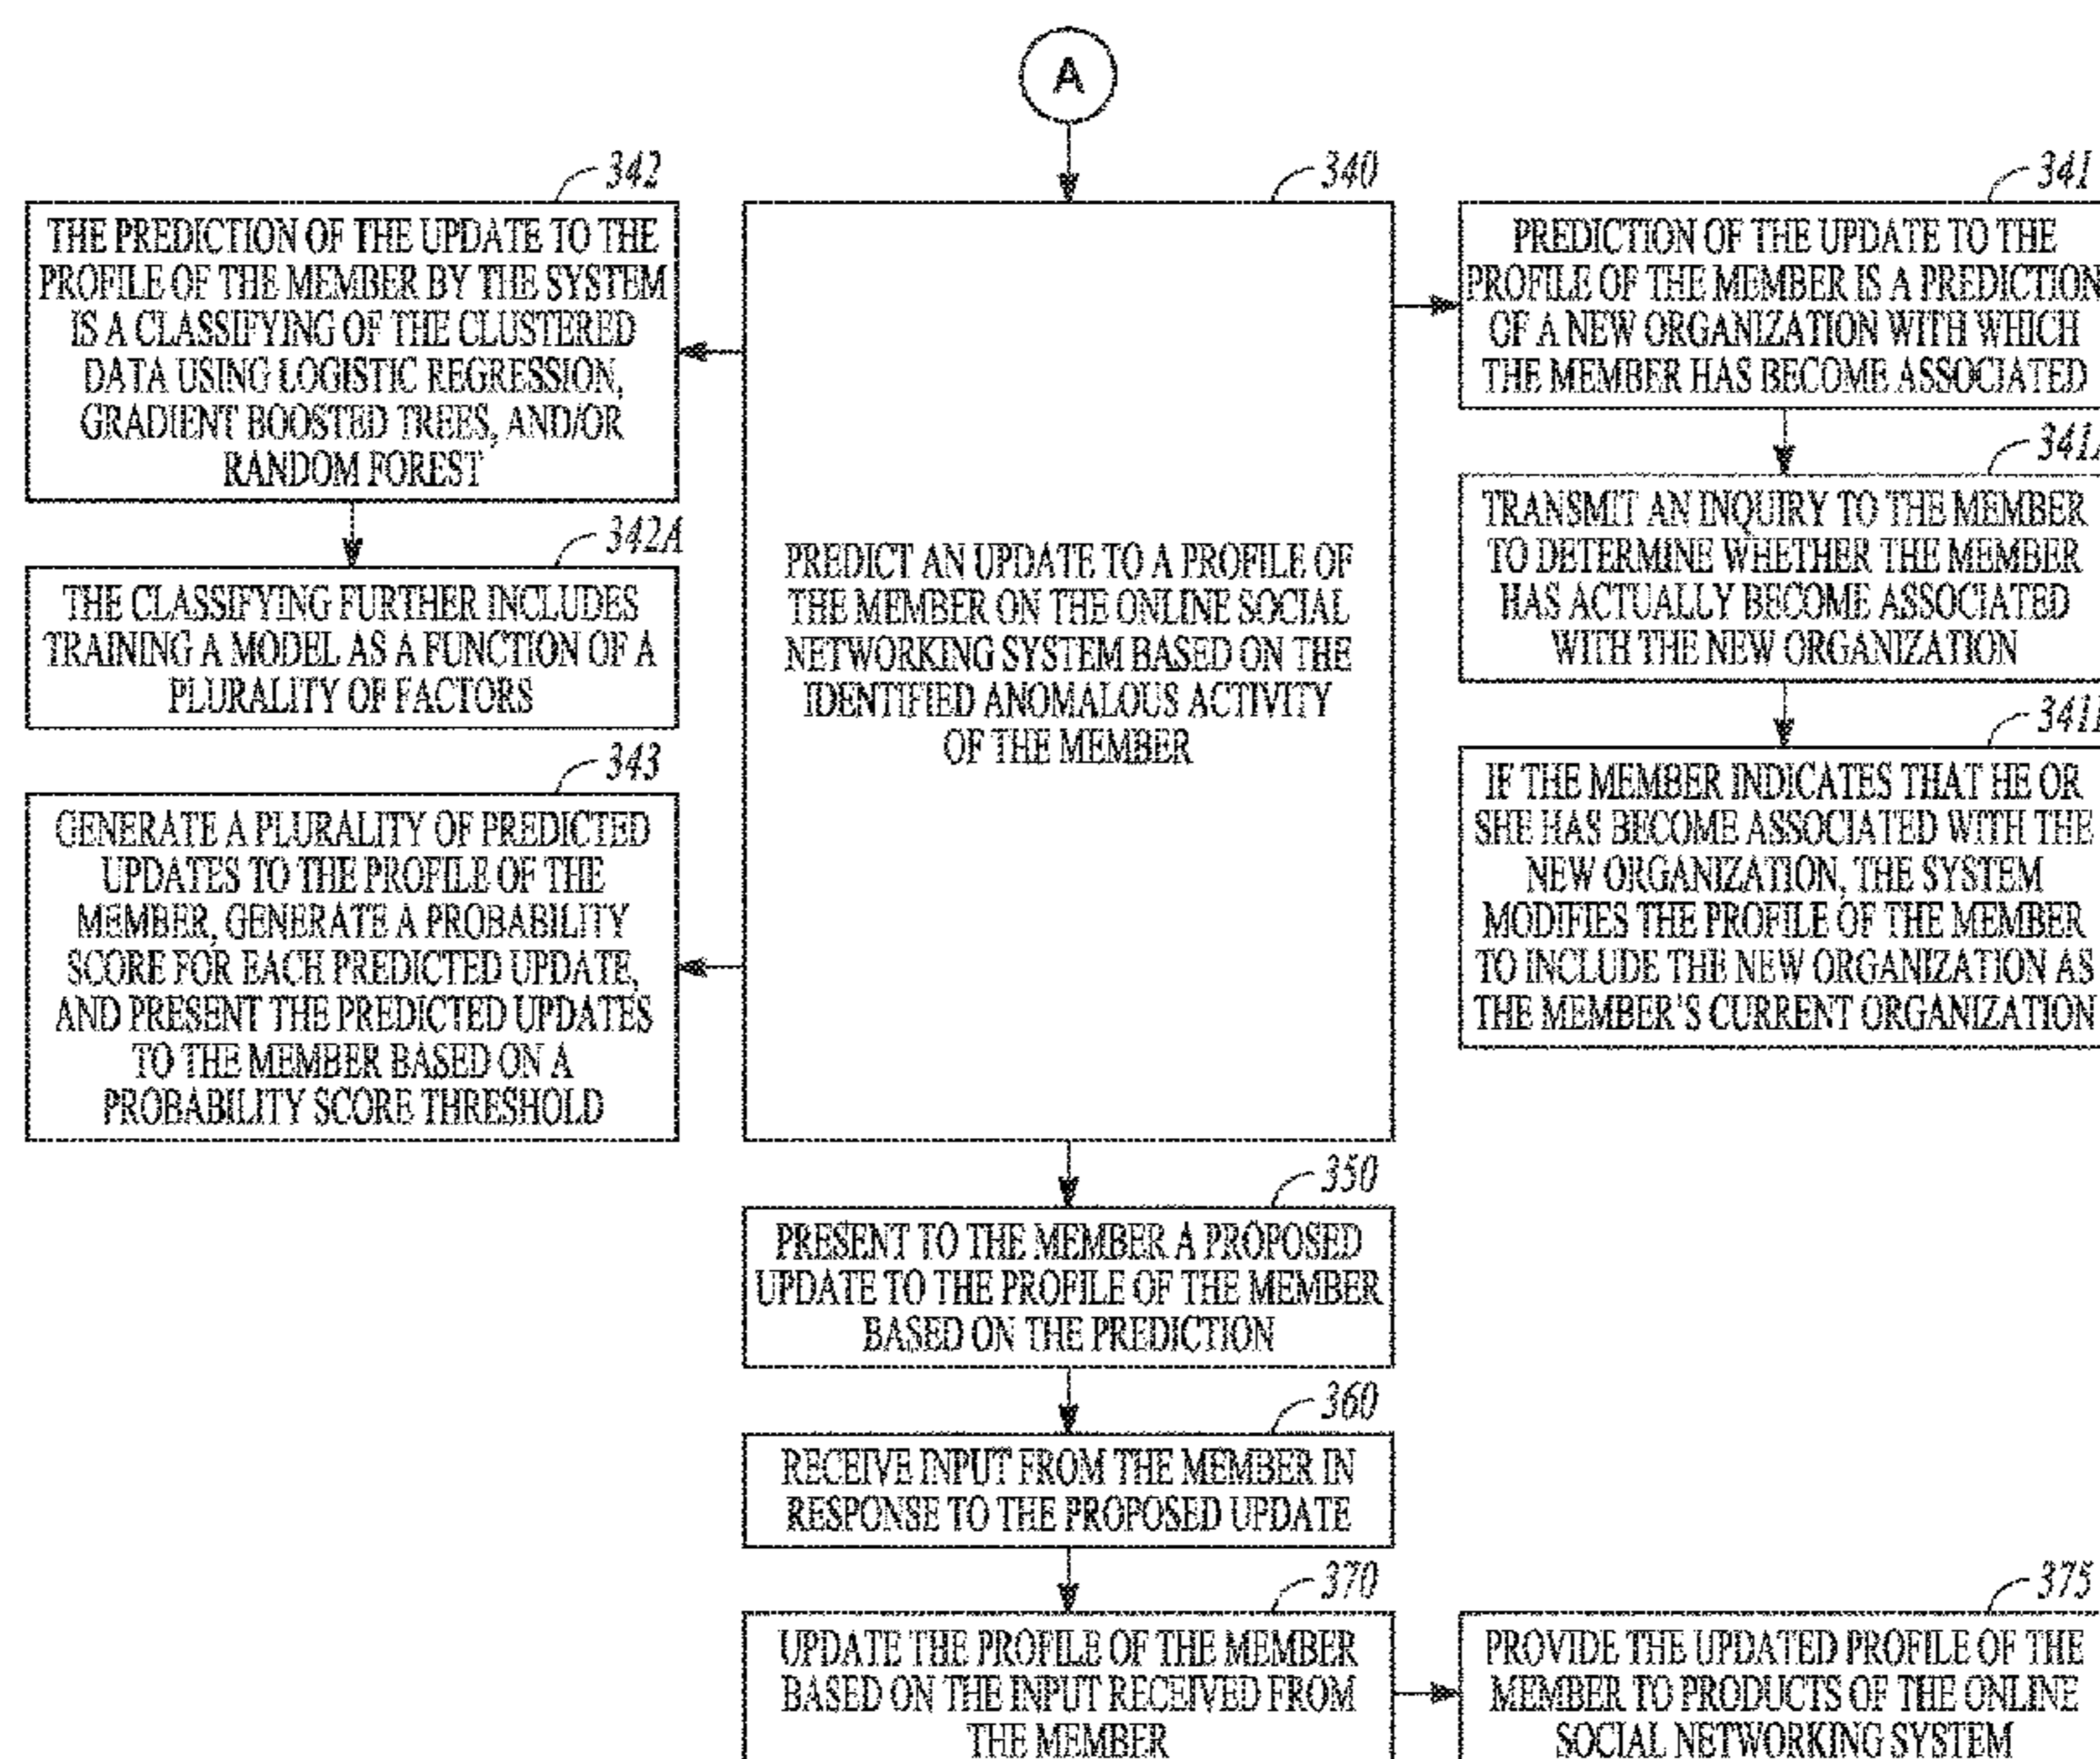 A
342
THE PREDICTION OF THE UPDATE TO THE
PROFILE OF THE MEMBER BY THE SYSTEM
IS A CLASSIFYING OF THE CLUSTERED
DATA USING LOGISTIC REGRESSION,
GRADIENT BOOSTED TREES, AND/OR
RANDOM FOREST
342A
THE CLASSIFYING FURTHER INCLUDES
TRAINING A MODEL AS A FUNCTION OF A
PLURALITY OF FACTORS
343
GENERATE A PLURALITY OF PREDICTED
UPDATES TO THE PROFILE OF THE
MEMBER, GENERATE A PROBABILITY
SCORE FOR EACH PREDICTED UPDATE,
AND PRESENT THE PREDICTED UPDATES
TO THE MEMBER BASED ON A
PROBABILITY SCORE THRESHOLD
340
PREDICT AN UPDATE TO A PROFILE OF
THE MEMBER ON THE ONLINE SOCIAL
NETWORKING SYSTEM BASED ON THE
IDENTIFIED ANOMALOUS ACTIVITY
OF THE MEMBER
341
PREDICTION OF THE UPDATE TO THE
PROFILE OF THE MEMBER IS A PREDICTION
OF A NEW ORGANIZATION WITH WHICH
THE MEMBER HAS BECOME ASSOCIATED
341A
TRANSMIT AN INQUIRY TO THE MEMBER
TO DETERMINE WHETHER THE MEMBER
HAS ACTUALLY BECOME ASSOCIATED
WITH THE NEW ORGANIZATION
341B
IF THE MEMBER INDICATES THAT HE OR
SHE HAS BECOME ASSOCIATED WITH THE
NEW ORGANIZATION, THE SYSTEM
MODIFIES THE PROFILE OF THE MEMBER
TO INCLUDE THE NEW ORGANIZATION AS
THE MEMBER'S CURRENT ORGANIZATION
350
PRESENT TO THE MEMBER A PROPOSED
UPDATE TO THE PROFILE OF THE MEMBER
BASED ON THE PREDICTION
360
RECEIVE INPUT FROM THE MEMBER IN
RESPONSE TO THE PROPOSED UPDATE
370
UPDATE THE PROFILE OF THE MEMBER
BASED ON THE INPUT RECEIVED FROM
THE MEMBER
375
PROVIDE THE UPDATED PROFILE OF THE
MEMBER TO PRODUCTS OF THE ONLINE
SOCIAL NETWORKING SYSTEM